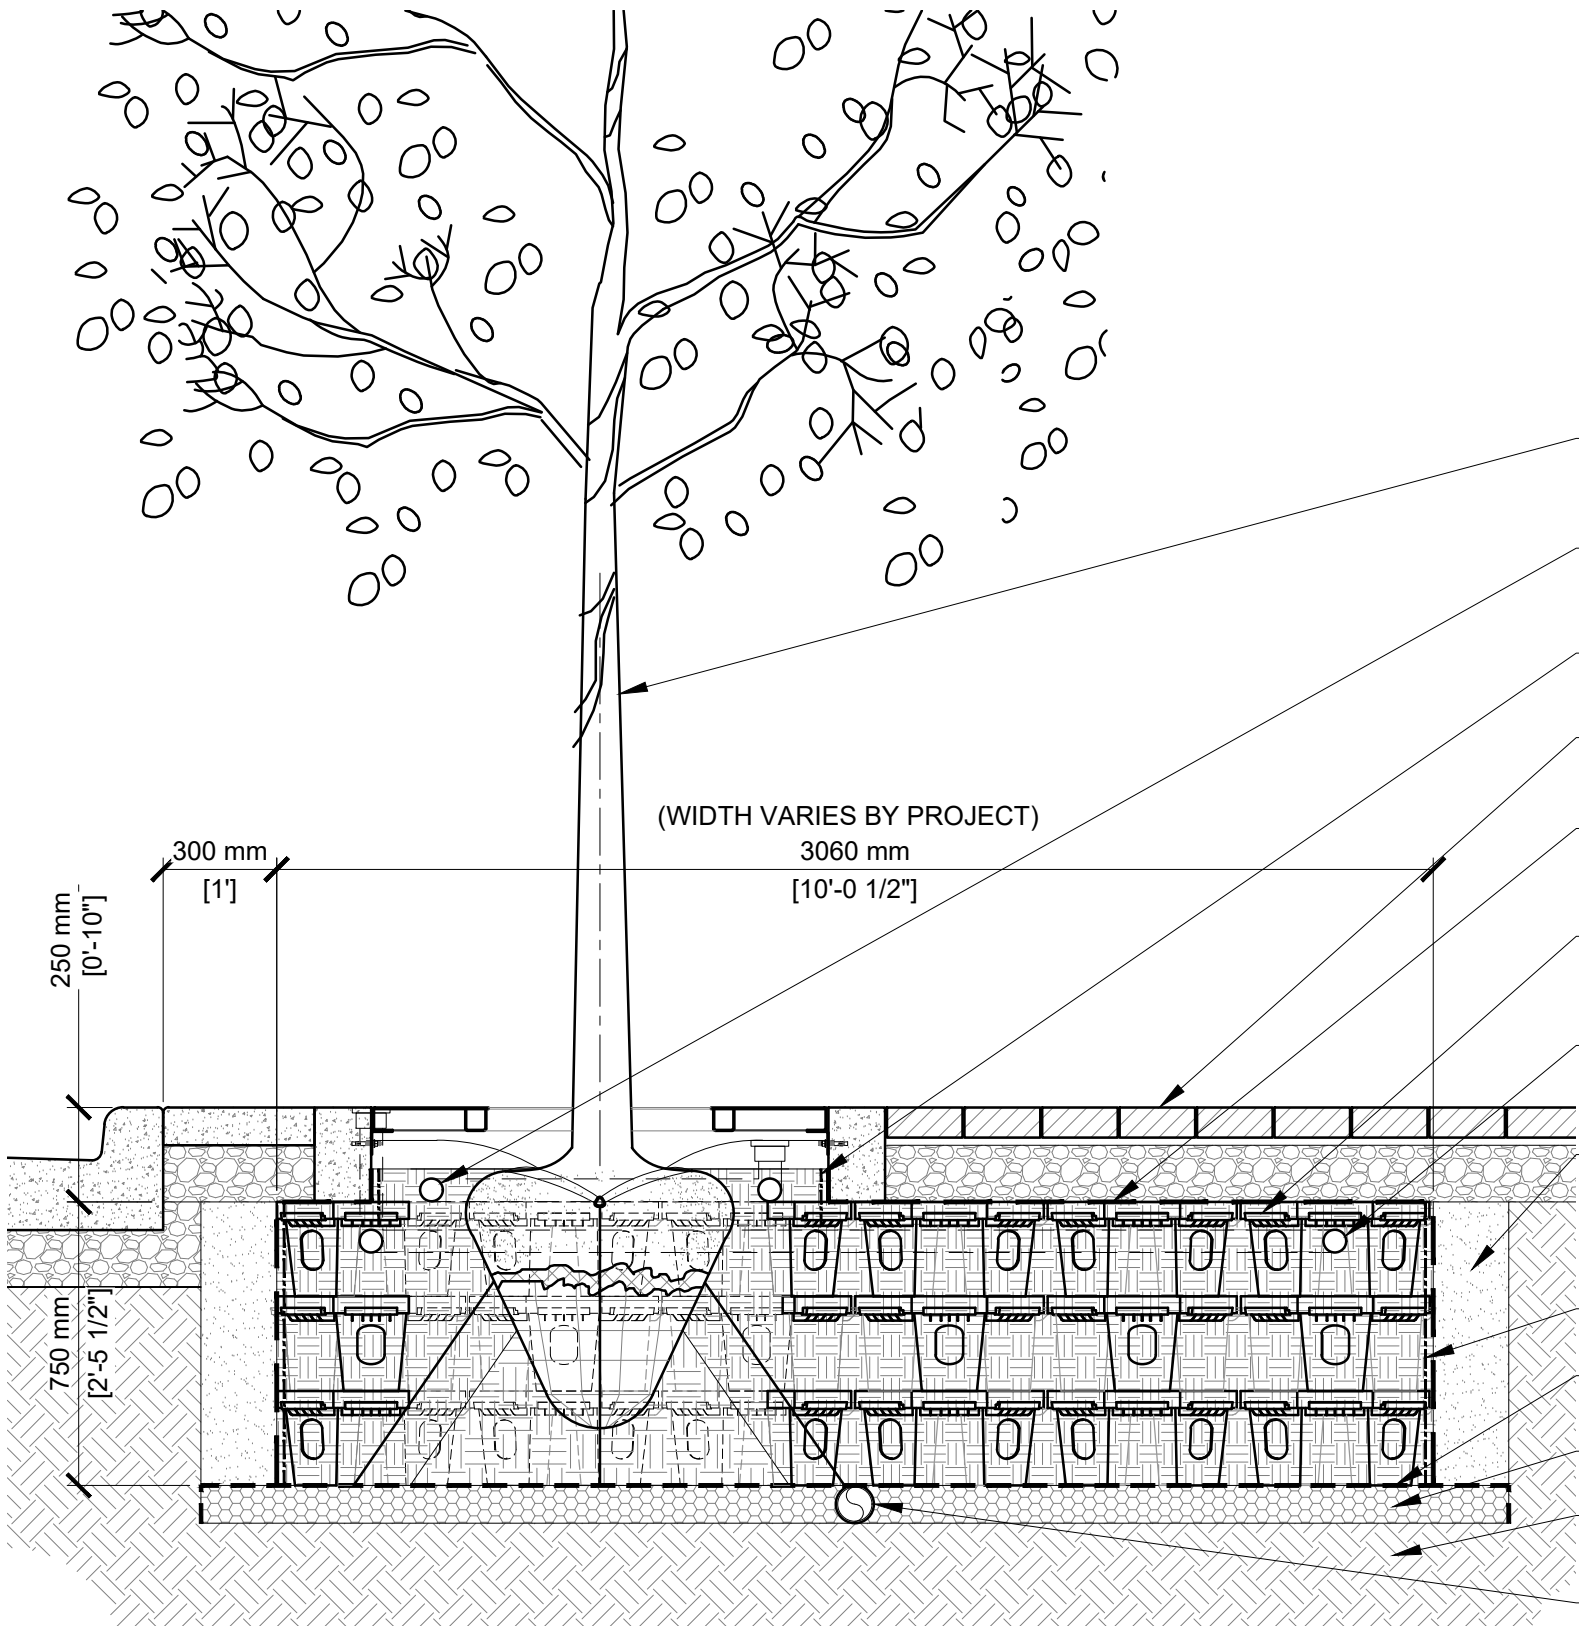 (WIDTH VARIES BY PROJECT)
300 mm
[1']
3060 mm
[10'-0 1/2"]
250 mm
[0'-10"]
750 mm
[2'-5 1/2"]